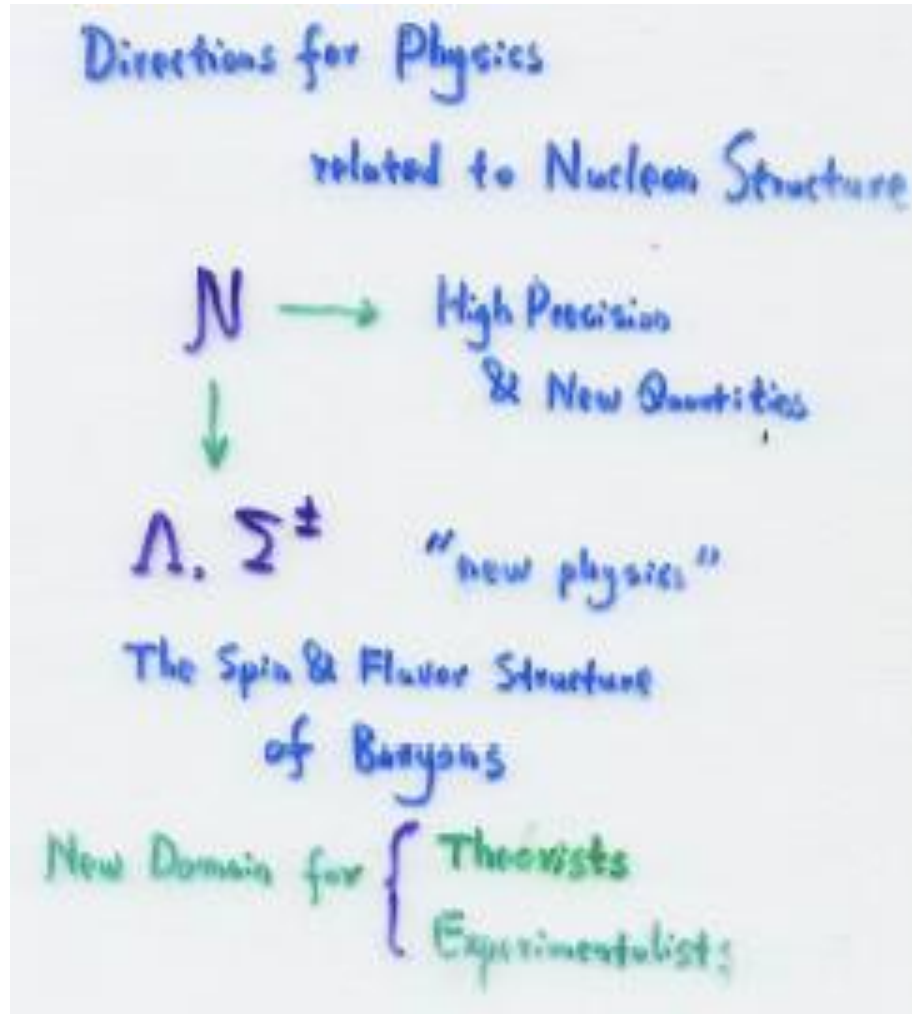 Directions for Physics
related to Nucleon Structure
N → High Precision
& New Quantities
↓
Λ. Σ± "new physics"
The Spin & Flavor Structure
of Baryons
New Domain for { Theorists
Experimentalists